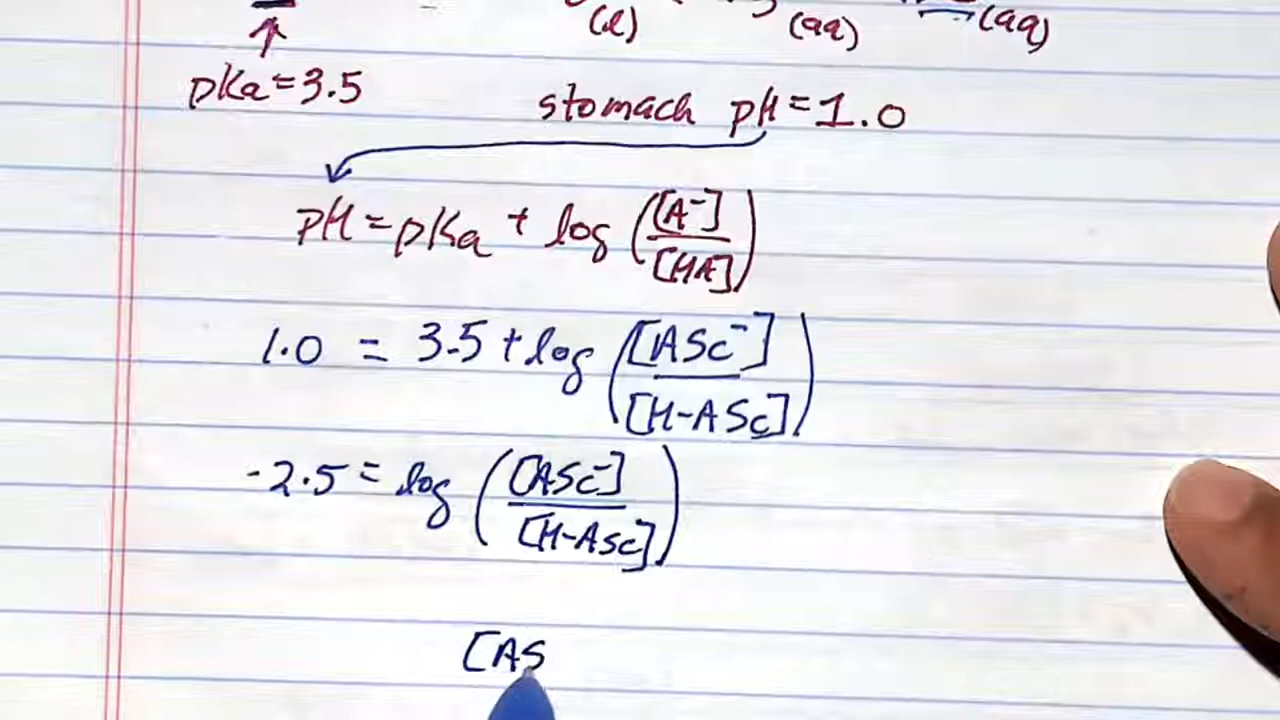 (l) (aq) (aq)
↑
pKa=3.5 stomach pH=1.0
pH=pKa + log ([A⁻]/[HA])
1.0 = 3.5 + log ([ASc⁻]/[H-ASc])
-2.5 = log ([ASc⁻]/[H-ASc])
[AS